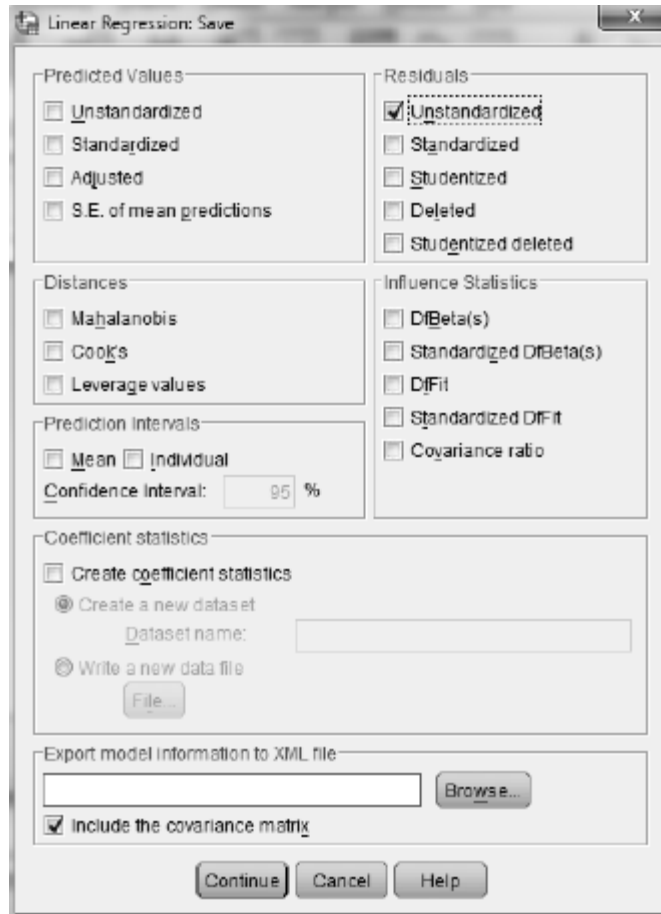 Linear Regression: Save
Predicted Values
Unstandardized
Standardized
Adjusted
S.E. of mean predictions
Residuals
Unstandardized
Standardized
Studentized
Deleted
Studentized deleted
Distances
Mahalanobis
Cook's
Leverage values
Influence Statistics
DfBeta(s)
Standardized DfBeta(s)
DfFit
Standardized DfFit
Covariance ratio
Prediction Intervals
Mean Individual
Confidence Interval: 95 %
Coefficient statistics
Create coefficient statistics
Create a new dataset
Dataset name:
Write a new data file
File...
Export model information to XML file
Browse...
Include the covariance matrix
Continue Cancel Help